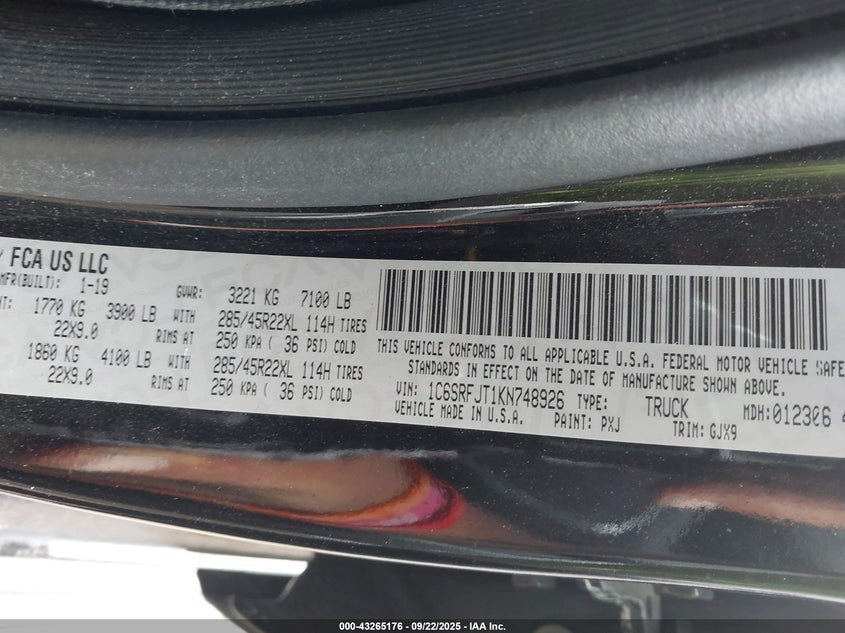 FCA US LLC
MFR(BUILT): 1-19 GVWR: 3221 KG 7100 LB
1770 KG 3900 LB WITH 285/45R22XL 114H TIRES
22X9.0 RIMS AT 250 KPA ( 36 PSI) COLD
1860 KG 4100 LB WITH 285/45R22XL 114H TIRES
22X9.0 RIMS AT 250 KPA ( 36 PSI) COLD
THIS VEHICLE CONFORMS TO ALL APPLICABLE U.S.A. FEDERAL MOTOR VEHICLE SAFE
STANDARDS IN EFFECT ON THE DATE OF MANUFACTURE SHOWN ABOVE.
VIN: 1C6SRFJT1KN748926 TYPE: TRUCK MDH:012306 4
VEHICLE MADE IN U.S.A. PAINT: PXJ TRIM: GJX9
000-43265176 - 09/22/2025 - IAA Inc.